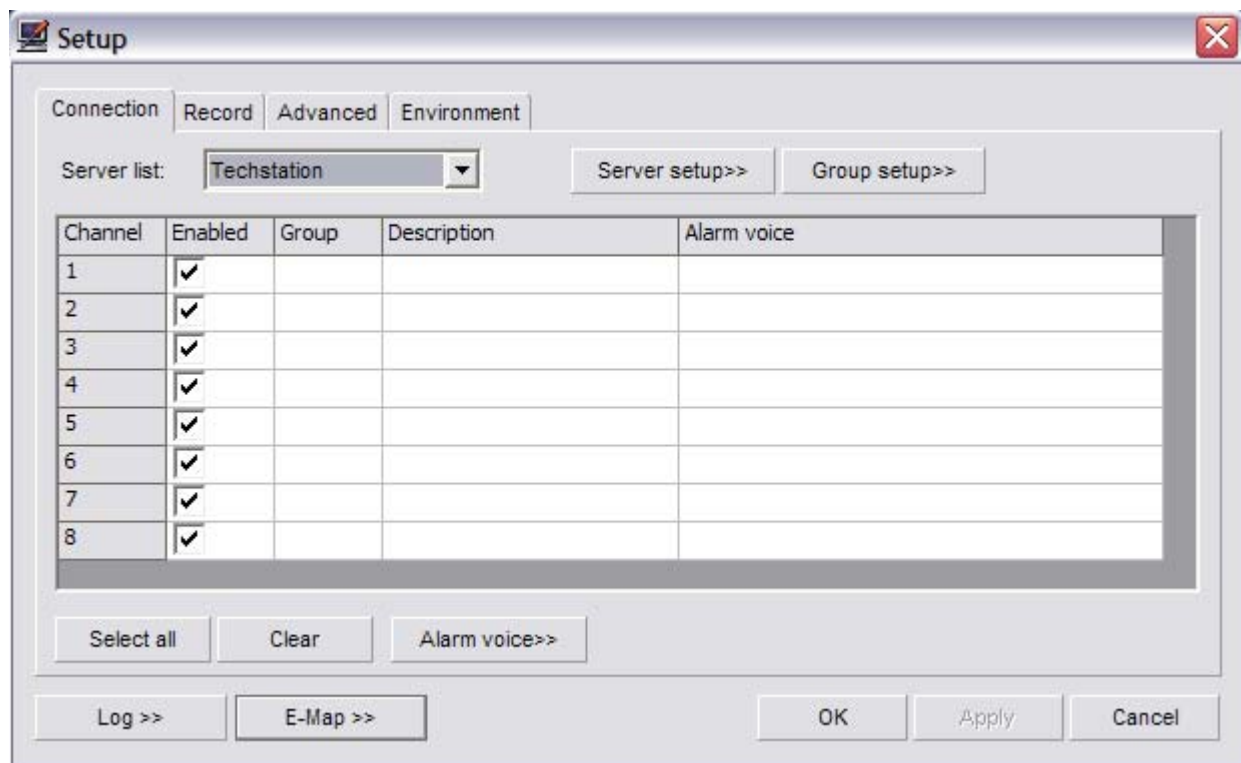 Setup
Connection Record Advanced Environment
Server list: Techstation Server setup>> Group setup>>
Channel Enabled Group Description Alarm voice
1
2
3
4
5
6
7
8
Select all Clear Alarm voice>>
Log >> E-Map >> OK Apply Cancel